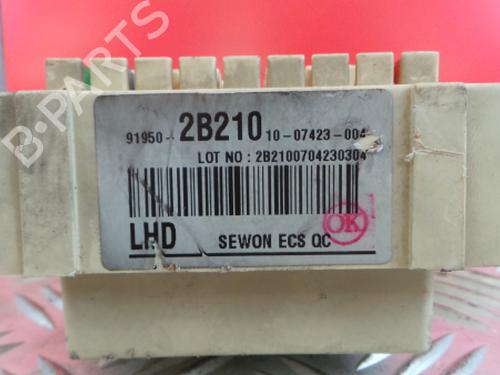 91950-2B210 10-07423-004
LOT NO : 2B2100704230304
LHD SEWON ECS QC
OK
B-PARTS